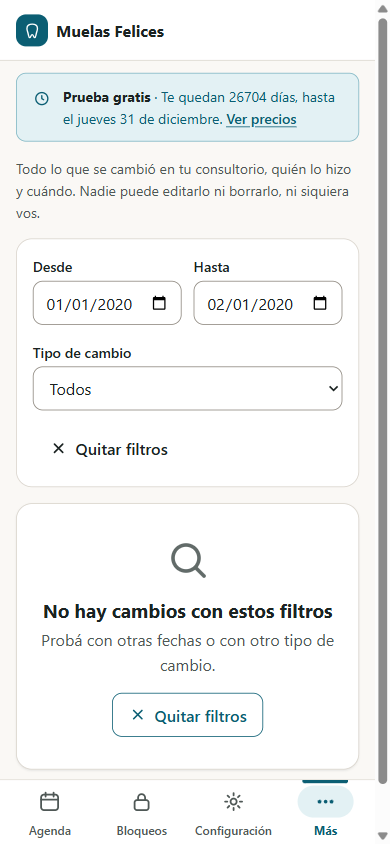 Muelas Felices
Prueba gratis · Te quedan 26704 días, hasta
el jueves 31 de diciembre. Ver precios
Todo lo que se cambió en tu consultorio, quién lo hizo
y cuándo. Nadie puede editarlo ni borrarlo, ni siquiera
vos.
Desde
Hasta
01/01/2020
02/01/2020
Tipo de cambio
Todos
Quitar filtros
No hay cambios con estos filtros
Probá con otras fechas o con otro tipo de
cambio.
Quitar filtros
Agenda
Bloqueos
Configuración
Más